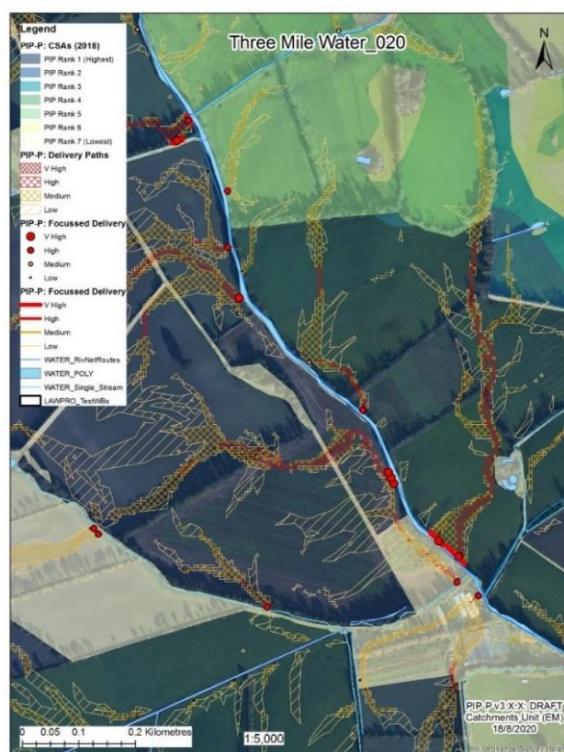 Legend
PIP-P: CSAs (2018)
PIP Rank 1 (Highest)
PIP Rank 2
PIP Rank 3
PIP Rank 4
PIP Rank 5
PIP Rank 6
PIP Rank 7 (Lowest)
PIP-P: Delivery Paths
V High
High
Medium
Low
PIP-P: Focussed Delivery
V High
High
Medium
Low
PIP-P: Focussed Delivery
V High
High
Medium
Low
WATER_RivNetRoutes
WATER_POLY
WATER_Single_Stream
LAWPRO_TestWBs
Three Mile Water_020
N
0 0.05 0.1 0.2 Kilometres
1:5,000
PIP-P v3.X.X: DRAFT
Catchments Unit (EM)
18/8/2020